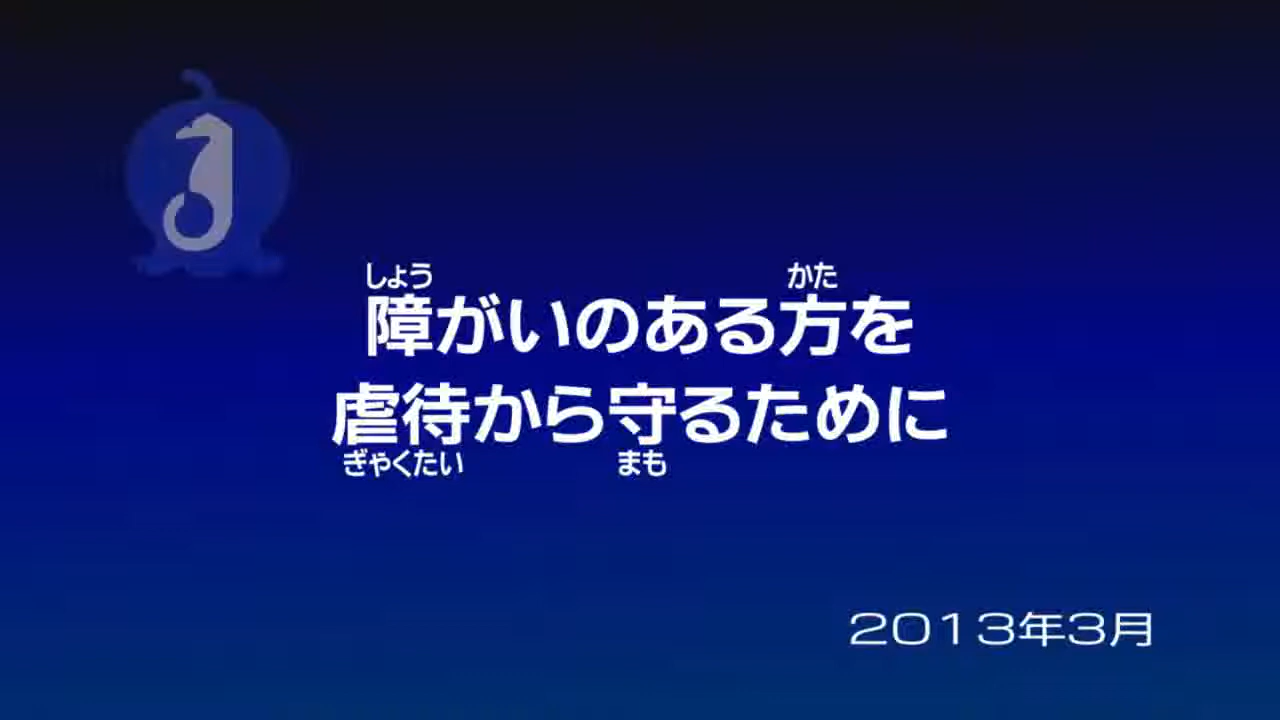 しょう かた
障がいのある方を
虐待から守るために
ぎゃくたい まも
２０１３年３月